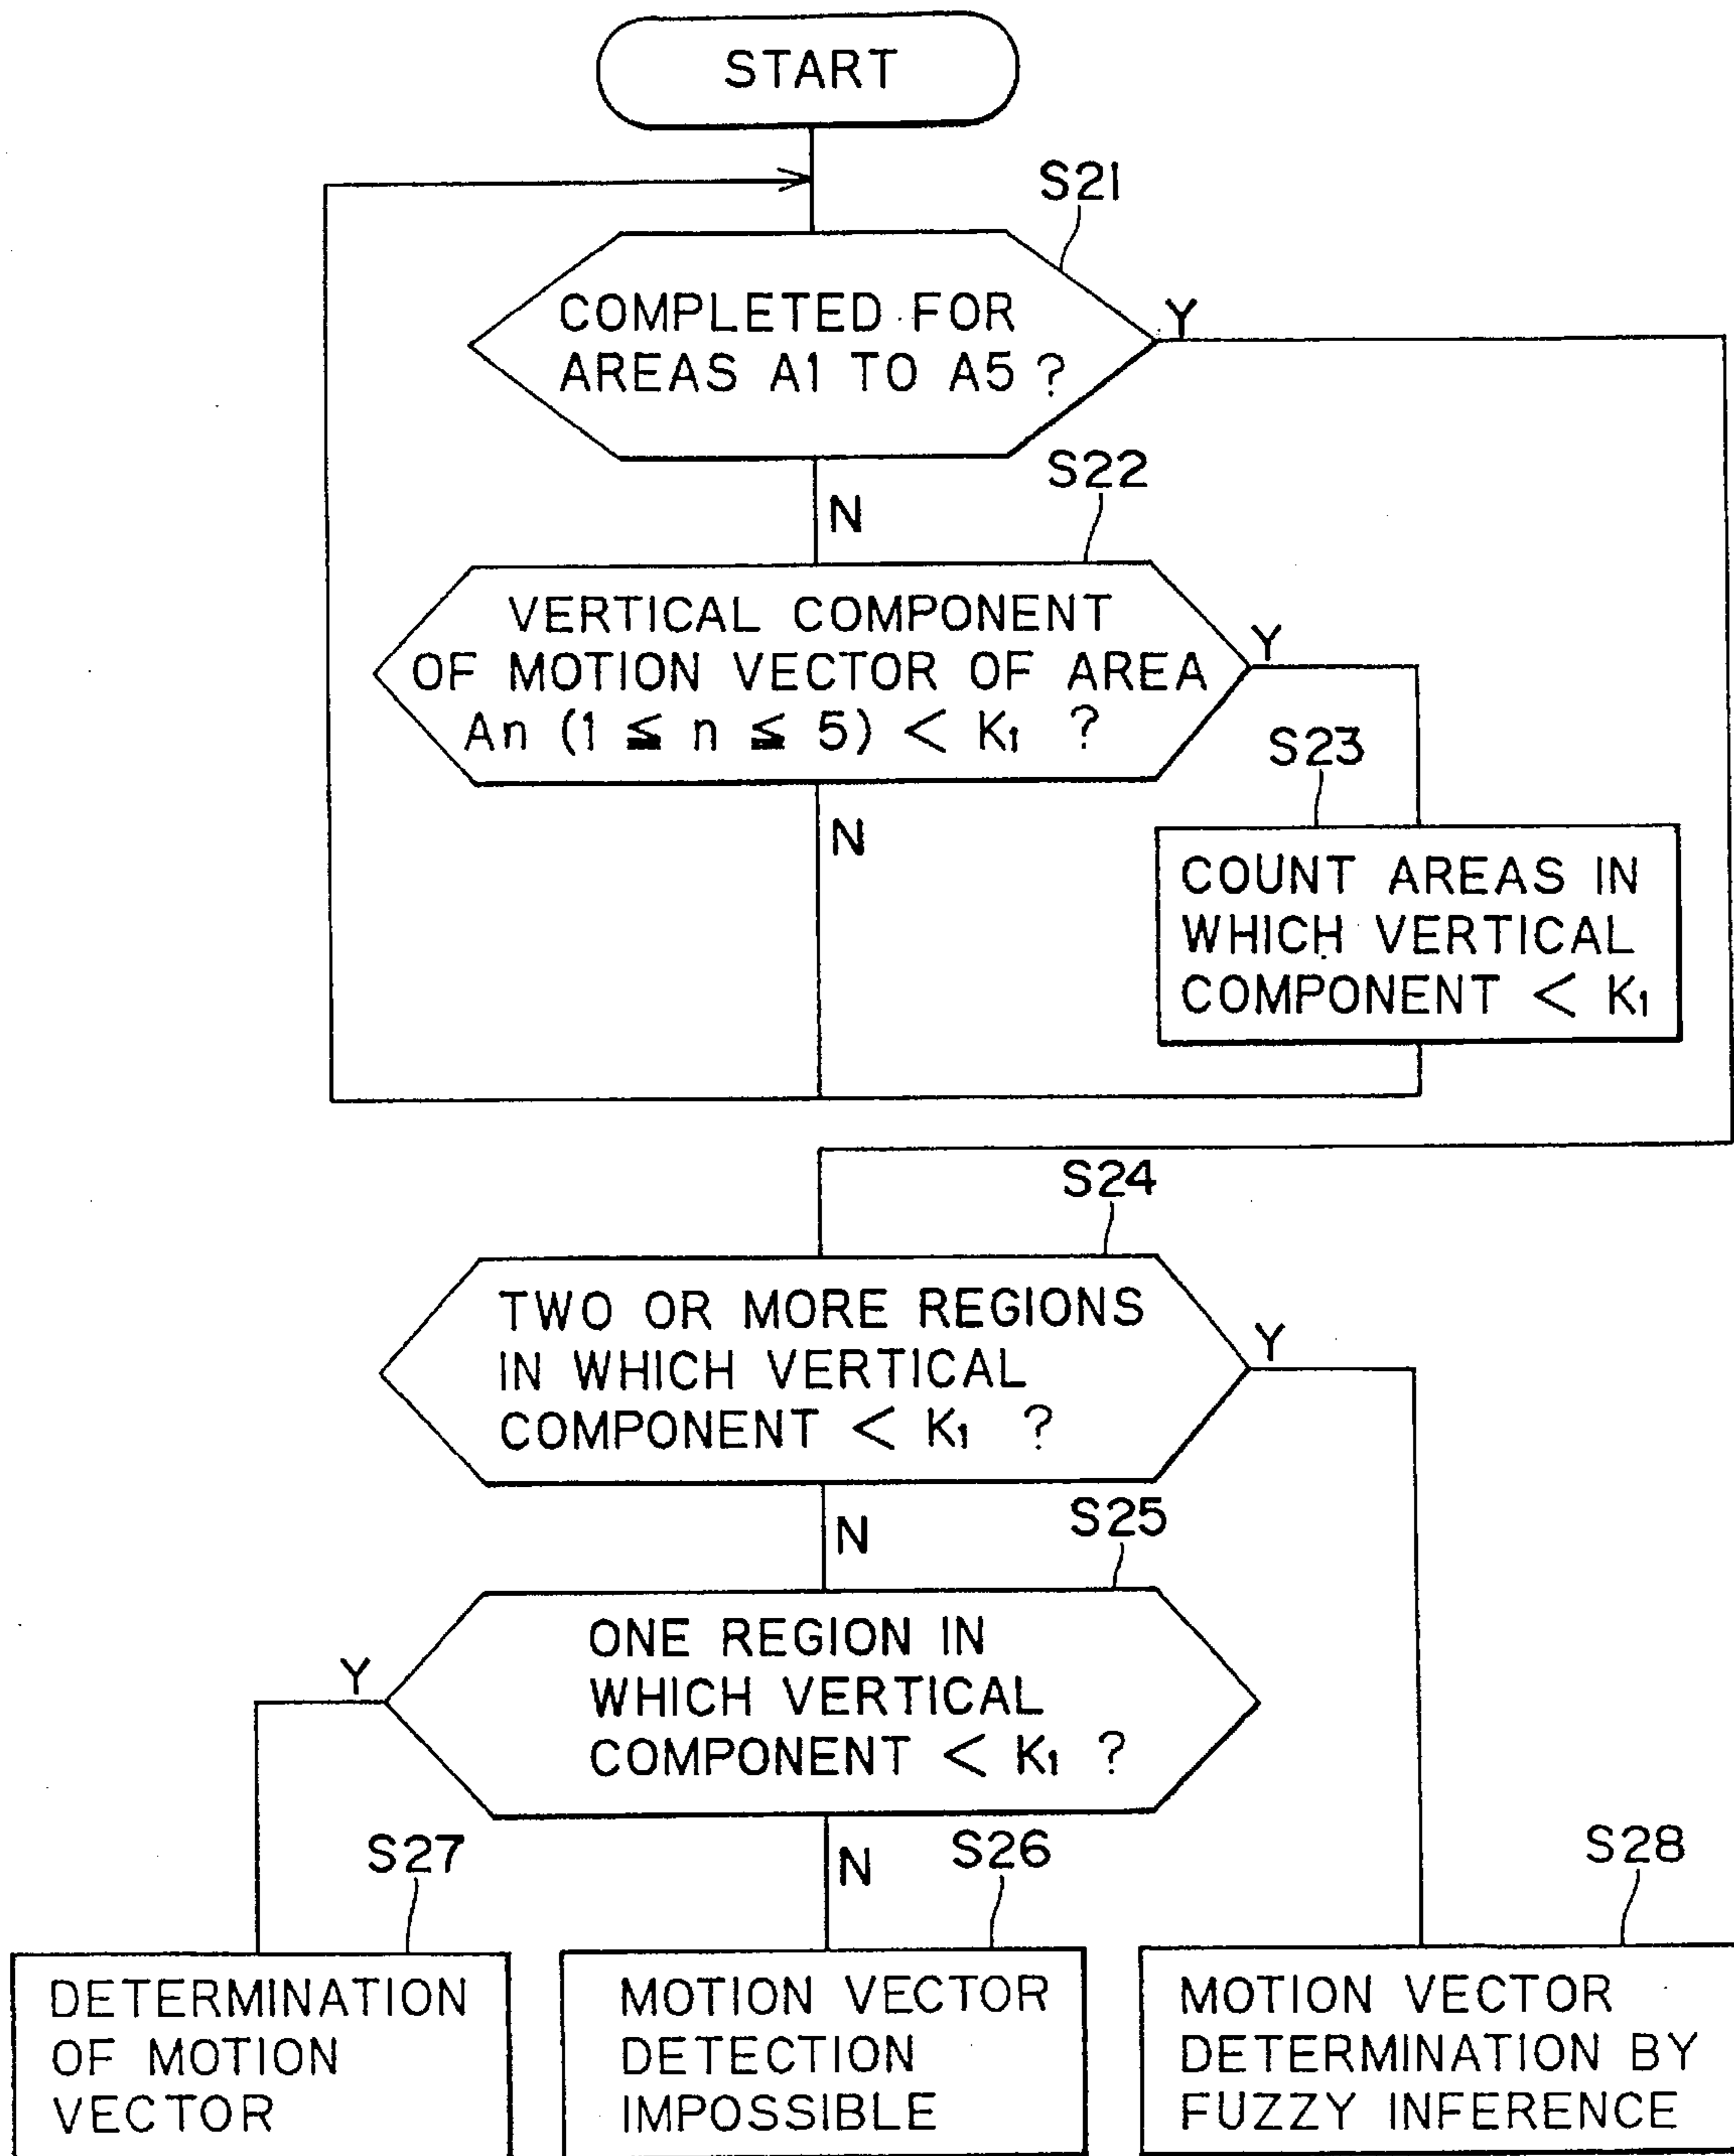 START
S21
COMPLETED FOR
AREAS A1 TO A5 ?
Y
N
S22
VERTICAL COMPONENT
OF MOTION VECTOR OF AREA
An (1 ≦ n ≦ 5) < K₁ ?
Y
N
S23
COUNT AREAS IN
WHICH VERTICAL
COMPONENT < K₁
S24
TWO OR MORE REGIONS
IN WHICH VERTICAL
COMPONENT < K₁ ?
Y
N
S25
ONE REGION IN
WHICH VERTICAL
COMPONENT < K₁ ?
Y
N
S27
DETERMINATION
OF MOTION
VECTOR
S26
MOTION VECTOR
DETECTION
IMPOSSIBLE
S28
MOTION VECTOR
DETERMINATION BY
FUZZY INFERENCE